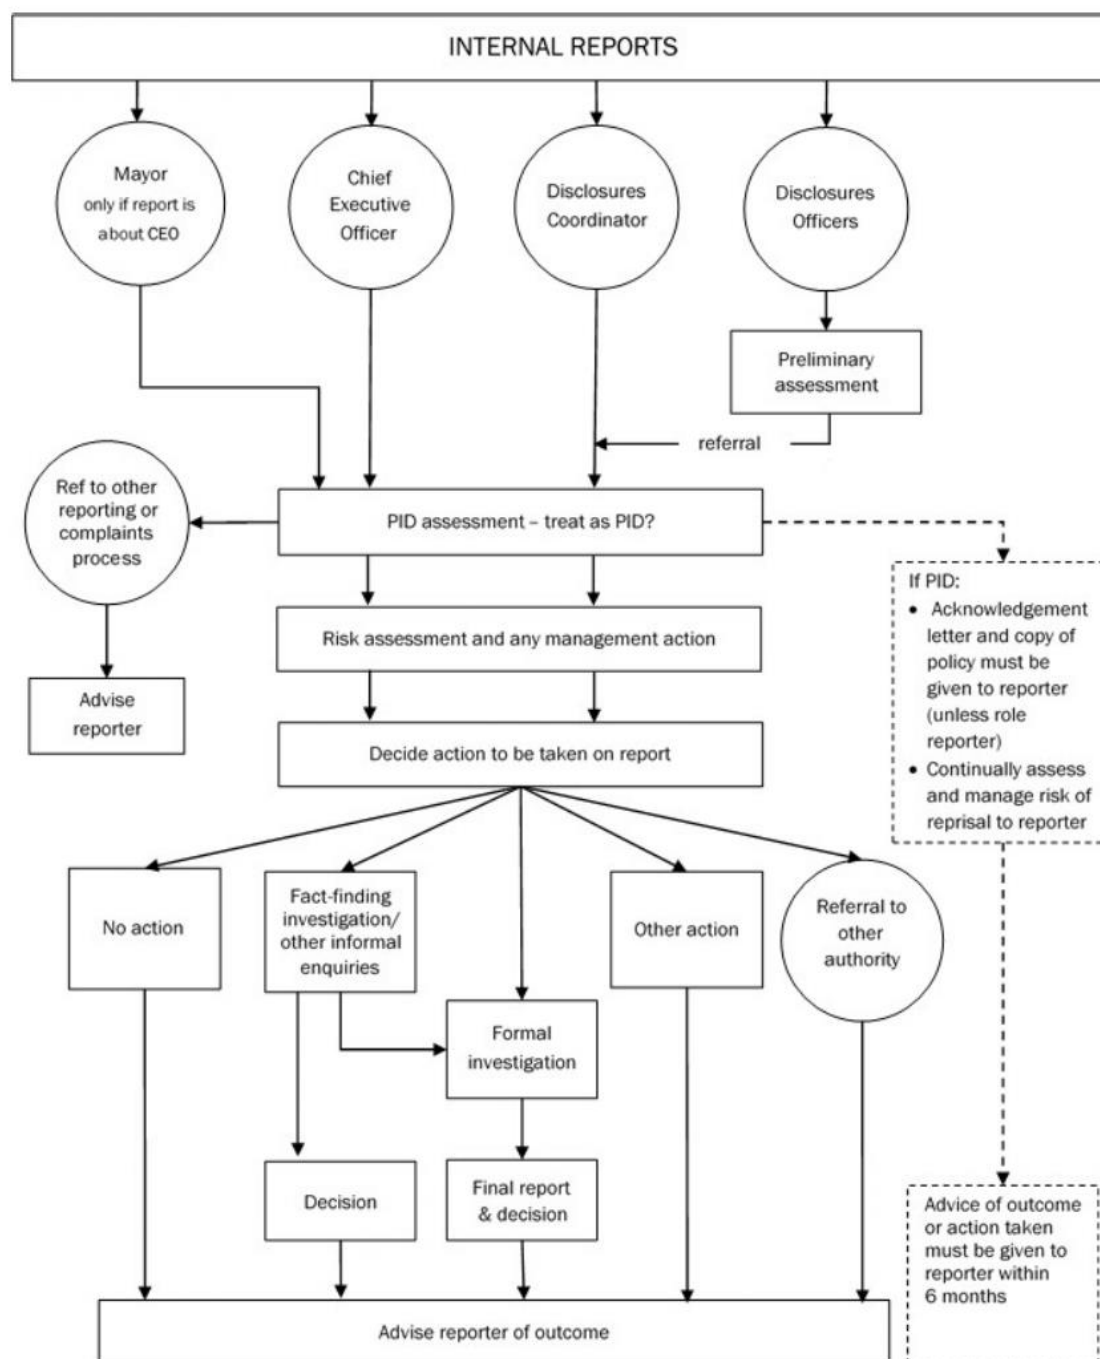 INTERNAL REPORTS
Mayor
only if report is
about CEO
Chief
Executive
Officer
Disclosures
Coordinator
Disclosures
Officers
Preliminary
assessment
referral
Ref to other
reporting or
complaints
process
PID assessment – treat as PID?
If PID:
• Acknowledgement
letter and copy of
policy must be
given to reporter
(unless role
reporter)
• Continually assess
and manage risk of
reprisal to reporter
Risk assessment and any management action
Advise
reporter
Decide action to be taken on report
No action
Fact-finding
investigation/
other informal
enquiries
Other action
Referral to
other
authority
Formal
investigation
Decision
Final report
& decision
Advice of outcome
or action taken
must be given to
reporter within
6 months
Advise reporter of outcome